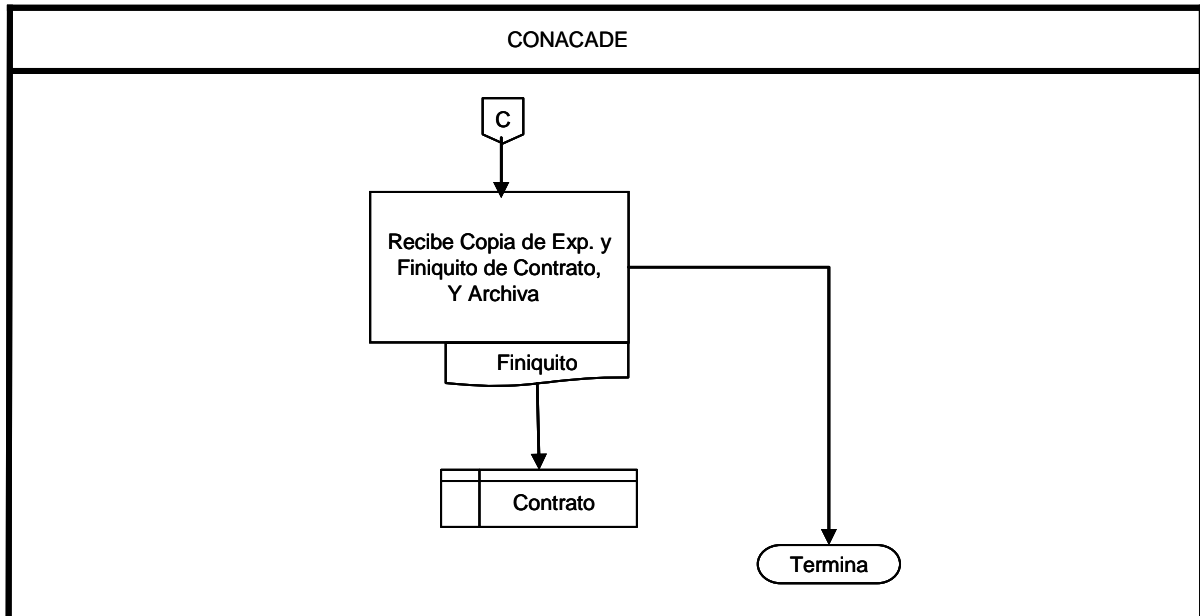 CONACADE
C
Recibe Copia de Exp. y
Finiquito de Contrato,
Y Archiva
Finiquito
Contrato
Termina